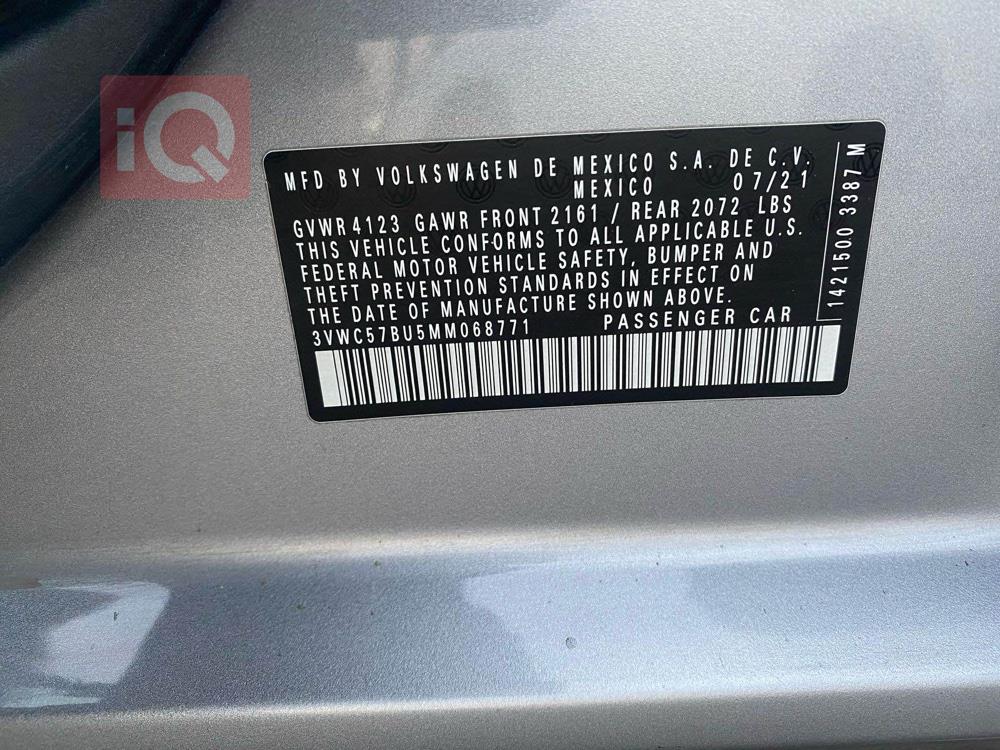 iQ
MFD BY VOLKSWAGEN DE MEXICO S.A. DE C.V.
MEXICO 07/21
GVWR 4123 GAWR FRONT 2161 / REAR 2072 LBS
THIS VEHICLE CONFORMS TO ALL APPLICABLE U.S.
FEDERAL MOTOR VEHICLE SAFETY, BUMPER AND
THEFT PREVENTION STANDARDS IN EFFECT ON
THE DATE OF MANUFACTURE SHOWN ABOVE.
3VWC57BU5MM068771 PASSENGER CAR
1421500 3387 M